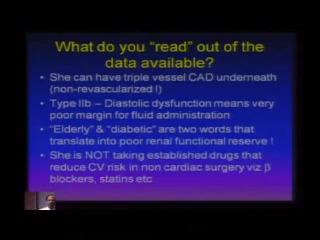 What do you “read” out of the
data available?
• She can have triple vessel CAD underneath
(non-revascularized !)
• Type IIb – Diastolic dysfunction means very
poor margin for fluid administration
• “Elderly” & “diabetic” are two words that
translate into poor renal functional reserve !
• She is NOT taking established drugs that
reduce CV risk in non cardiac surgery viz β
blockers, statins etc